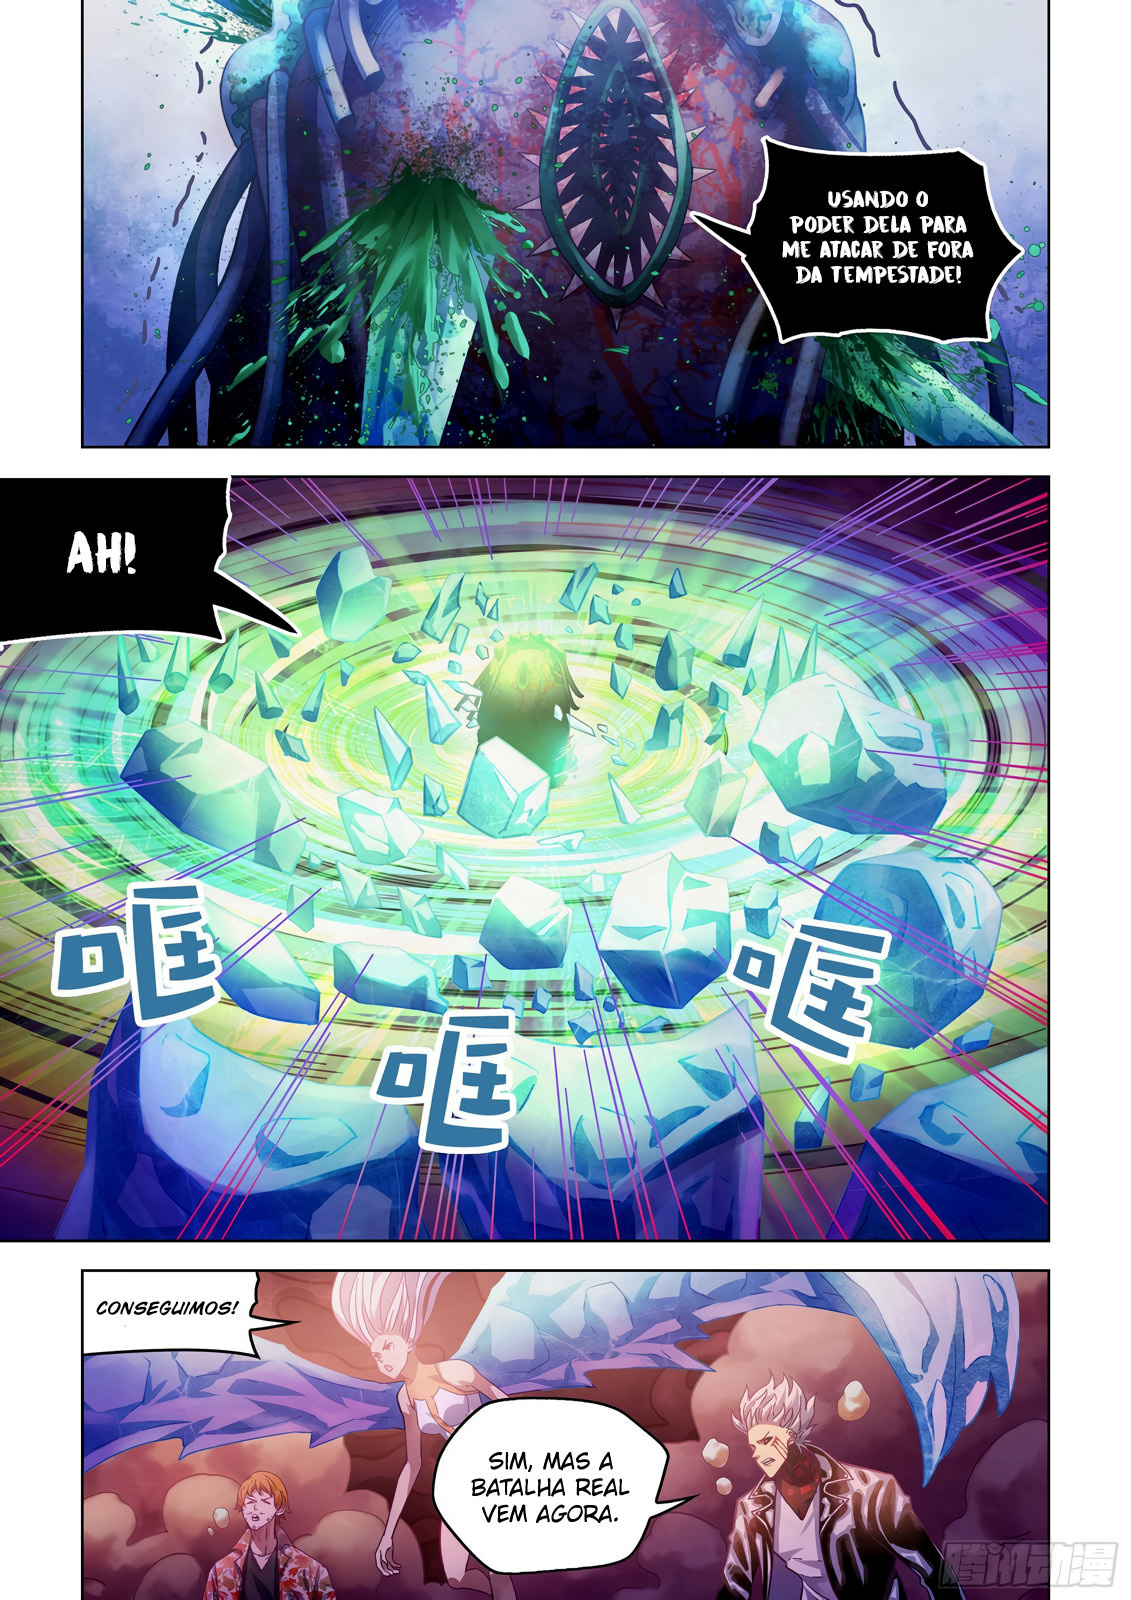 USANDO O
PODER DELA PARA
ME ATACAR DE FORA
DA TEMPESTADE!
AH!
哐
哐
哐
CONSEGUIMOS!
SIM, MAS A
BATALHA REAL
VEM AGORA.
腾讯动漫